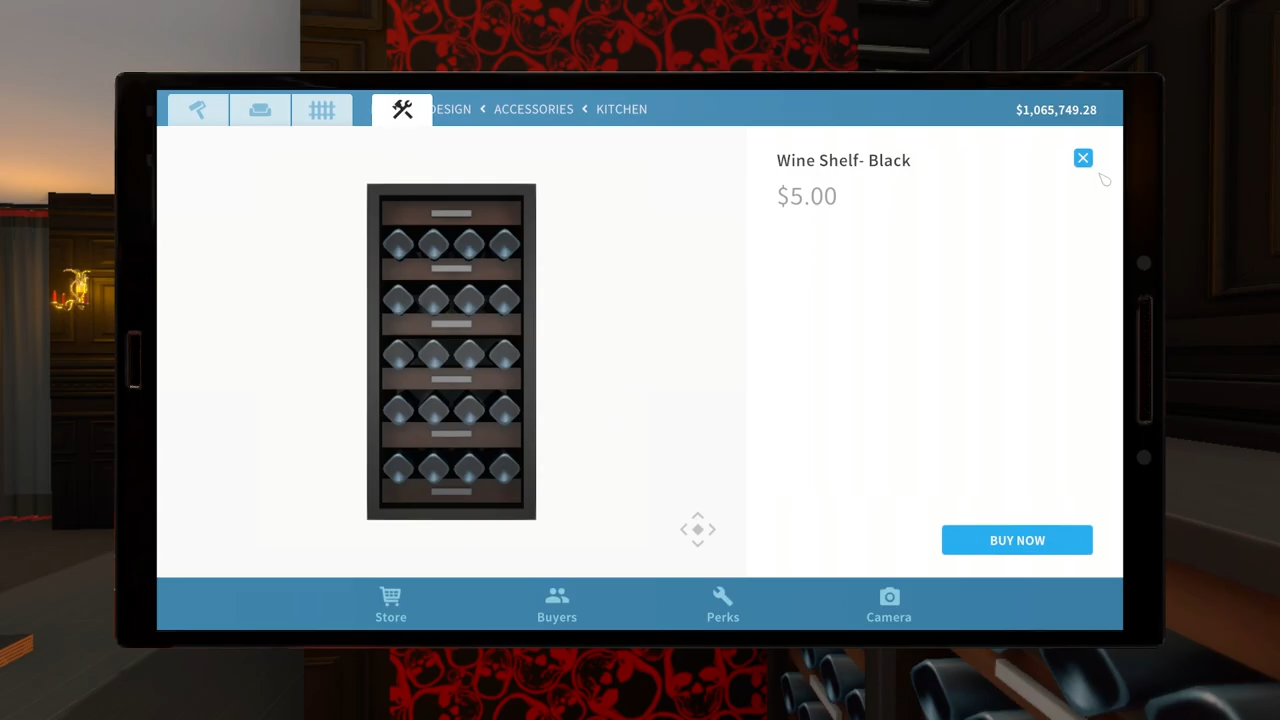 DESIGN < ACCESSORIES < KITCHEN
$1,065,749.28
Wine Shelf- Black
$5.00
BUY NOW
Store Buyers Perks Camera